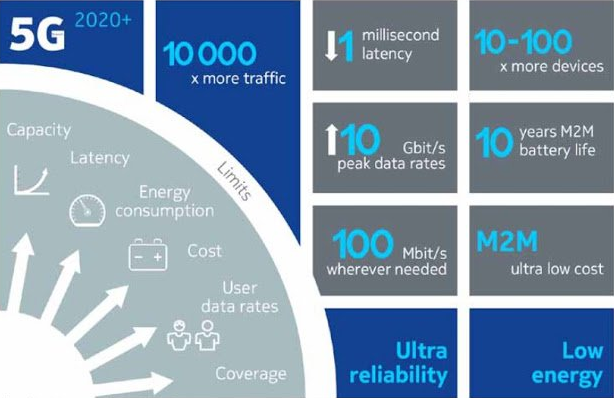 5G 2020+
10 000
x more traffic
Capacity
Latency
Energy
consumption
Cost
User
data rates
Coverage
Limits
1 millisecond
latency
10-100
x more devices
10 Gbit/s
peak data rates
10 years M2M
battery life
100 Mbit/s
wherever needed
M2M
ultra low cost
Ultra
reliability
Low
energy